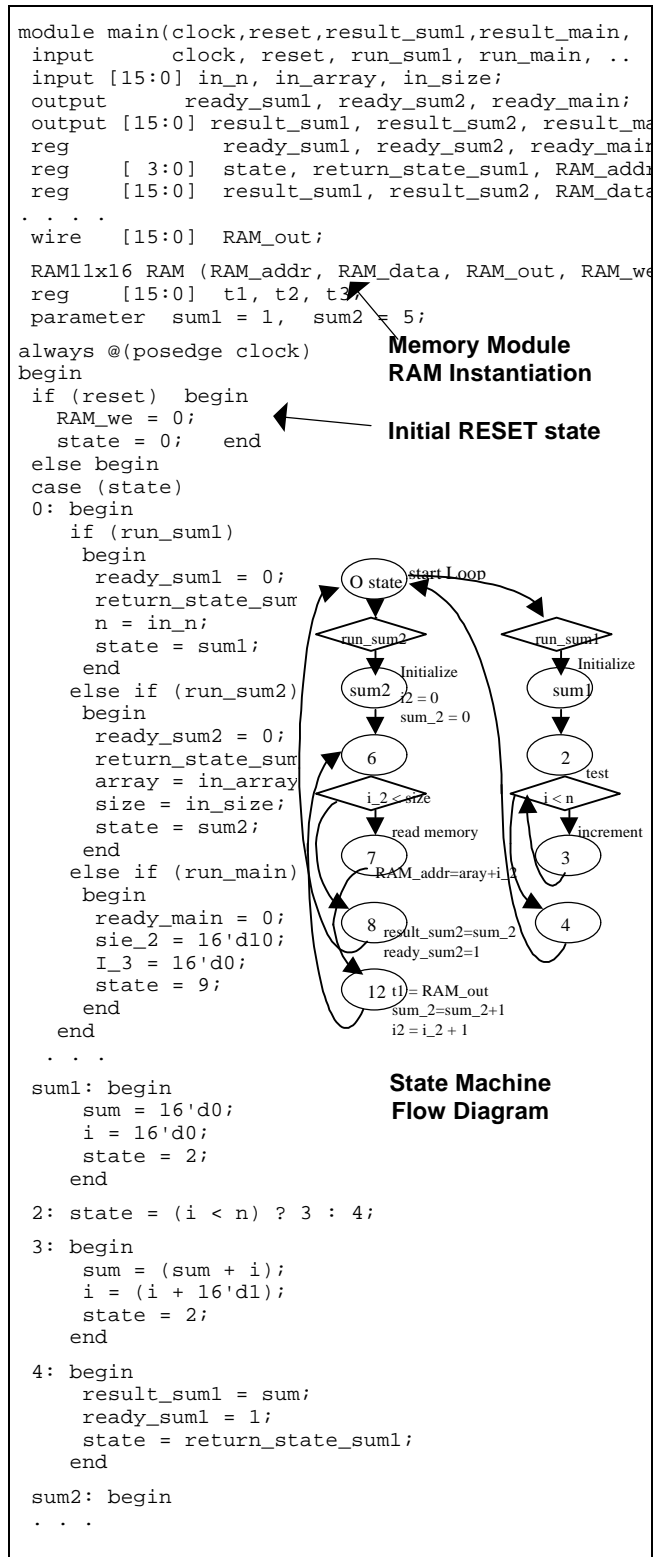 module main(clock,reset,result_sum1,result_main,
input clock, reset, run_sum1, run_main, ..
input [15:0] in_n, in_array, in_size;
output ready_sum1, ready_sum2, ready_main;
output [15:0] result_sum1, result_sum2, result_ma
reg ready_sum1, ready_sum2, ready_main
reg [ 3:0] state, return_state_sum1, RAM_addr
reg [15:0] result_sum1, result_sum2, RAM_data
. . . .
wire [15:0] RAM_out;
RAM11x16 RAM (RAM_addr, RAM_data, RAM_out, RAM_we
reg [15:0] t1, t2, t3;
parameter sum1 = 1, sum2 = 5;
Memory Module
RAM Instantiation
always @(posedge clock)
begin
if (reset) begin
RAM_we = 0;
state = 0; end
Initial RESET state
else begin
case (state)
0: begin
if (run_sum1)
begin
ready_sum1 = 0;
return_state_sum
n = in_n;
state = sum1;
end
else if (run_sum2)
begin
ready_sum2 = 0;
return_state_sum
array = in_array
size = in_size;
state = sum2;
end
else if (run_main)
begin
ready_main = 0;
sie_2 = 16'd10;
I_3 = 16'd0;
state = 9;
end
end
. . .
O state
start Loop
run_sum2
run_sum1
Initialize
sum2
i2 = 0
sum_2 = 0
Initialize
sum1
6
2
test
i_2 < size
i < n
read memory
increment
7
RAM_addr=aray+i_2
3
8
result_sum2=sum_2
ready_sum2=1
4
12
t1 = RAM_out
sum_2=sum_2+1
i2 = i_2 + 1
State Machine
Flow Diagram
sum1: begin
sum = 16'd0;
i = 16'd0;
state = 2;
end
2: state = (i < n) ? 3 : 4;
3: begin
sum = (sum + i);
i = (i + 16'd1);
state = 2;
end
4: begin
result_sum1 = sum;
ready_sum1 = 1;
state = return_state_sum1;
end
sum2: begin
. . .